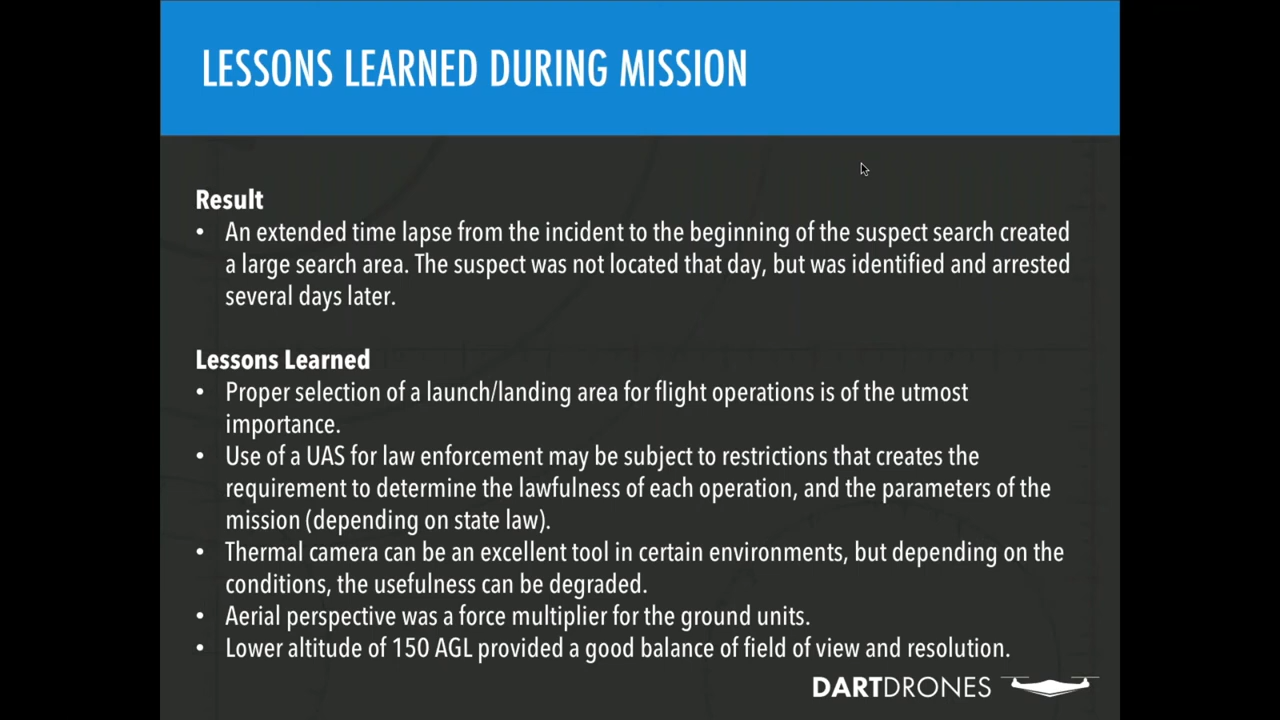 LESSONS LEARNED DURING MISSION
Result
• An extended time lapse from the incident to the beginning of the suspect search created
a large search area. The suspect was not located that day, but was identified and arrested
several days later.
Lessons Learned
• Proper selection of a launch/landing area for flight operations is of the utmost
importance.
• Use of a UAS for law enforcement may be subject to restrictions that creates the
requirement to determine the lawfulness of each operation, and the parameters of the
mission (depending on state law).
• Thermal camera can be an excellent tool in certain environments, but depending on the
conditions, the usefulness can be degraded.
• Aerial perspective was a force multiplier for the ground units.
• Lower altitude of 150 AGL provided a good balance of field of view and resolution.
DARTDRONES